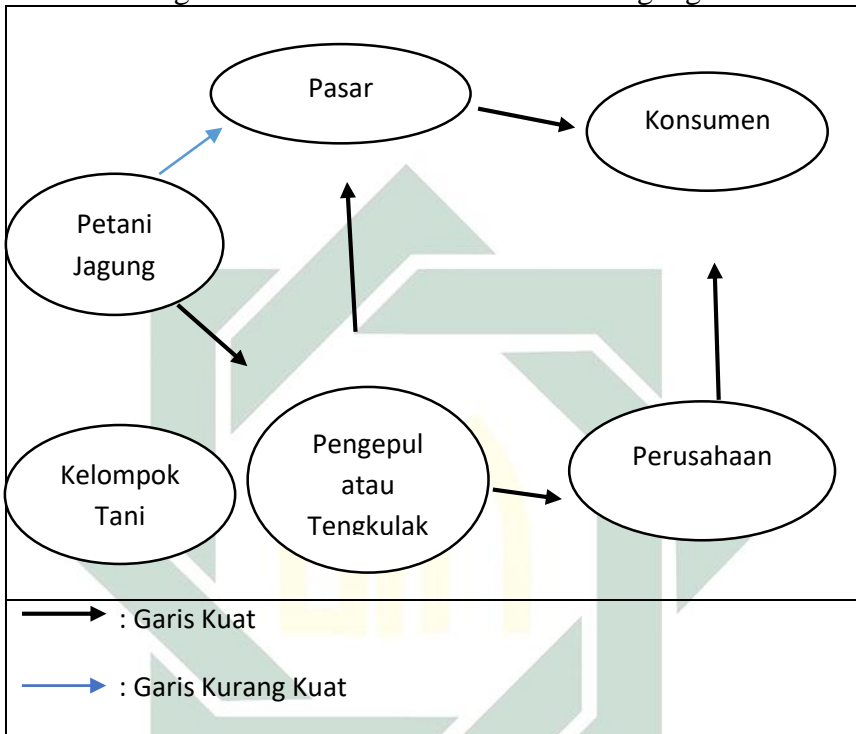 Pasar
Konsumen
Petani
Jagung
Pengepul
atau
Tengkulak
Kelompok
Tani
Perusahaan
: Garis Kuat
: Garis Kurang Kuat